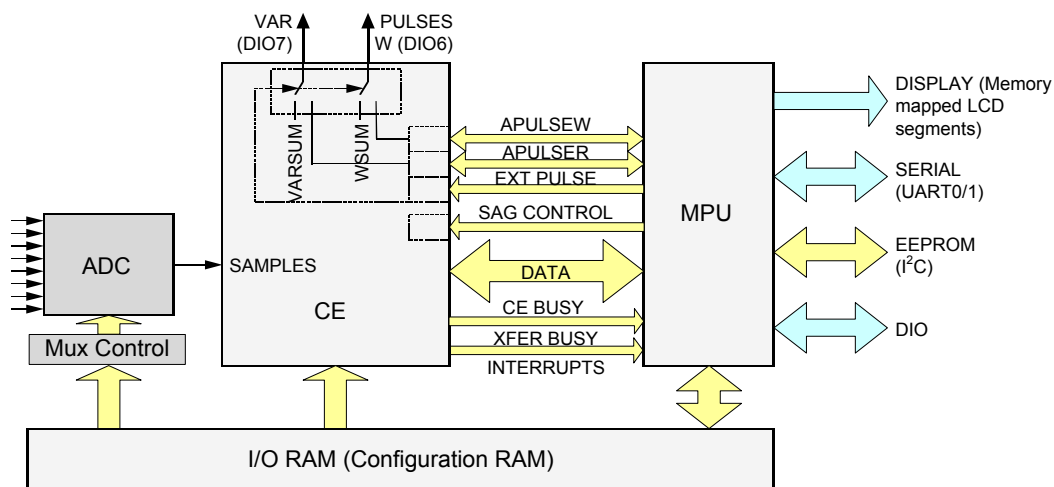 VAR
(DIO7)
PULSES
W (DIO6)
VARSUM
WSUM
APULSEW
APULSER
EXT PULSE
SAG CONTROL
DATA
CE BUSY
XFER BUSY
INTERRUPTS
ADC
Mux Control
SAMPLES
CE
MPU
DISPLAY (Memory
mapped LCD
segments)
SERIAL
(UART0/1)
EEPROM
(I²C)
DIO
I/O RAM (Configuration RAM)